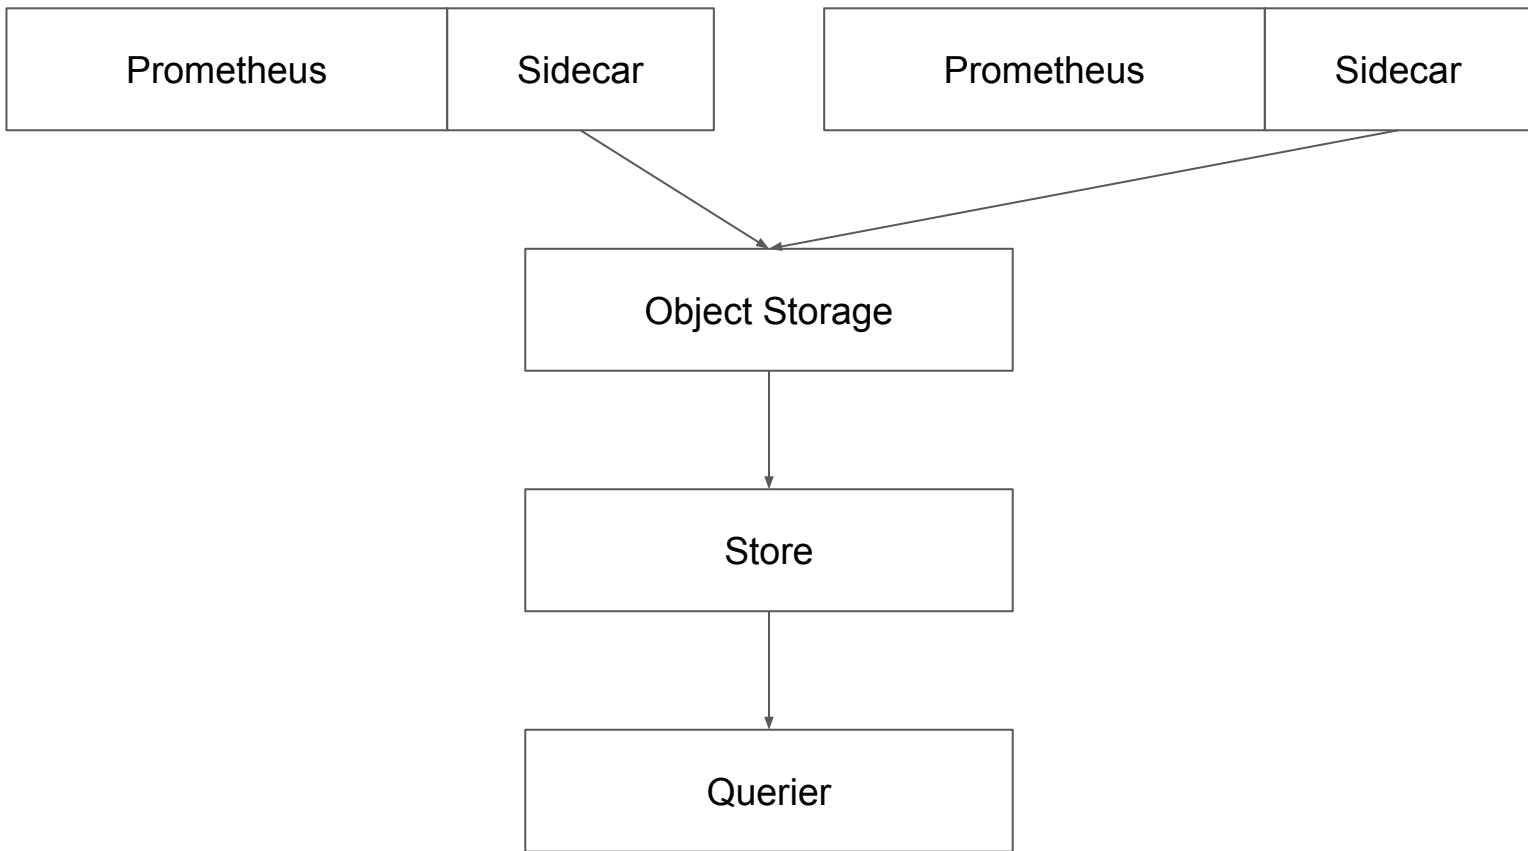 Prometheus
Sidecar
Prometheus
Sidecar
Object Storage
Store
Querier